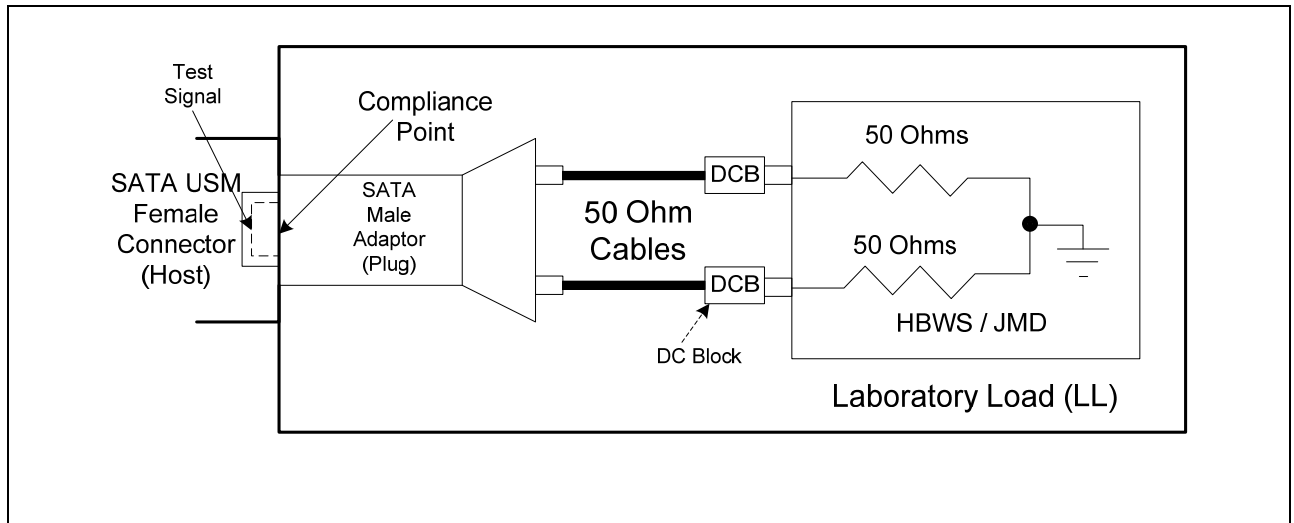 Test
Signal
Compliance
Point
SATA USM
Female
Connector
(Host)
SATA
Male
Adaptor
(Plug)
50 Ohm
Cables
DCB
DCB
DC Block
50 Ohms
50 Ohms
HBWS / JMD
Laboratory Load (LL)